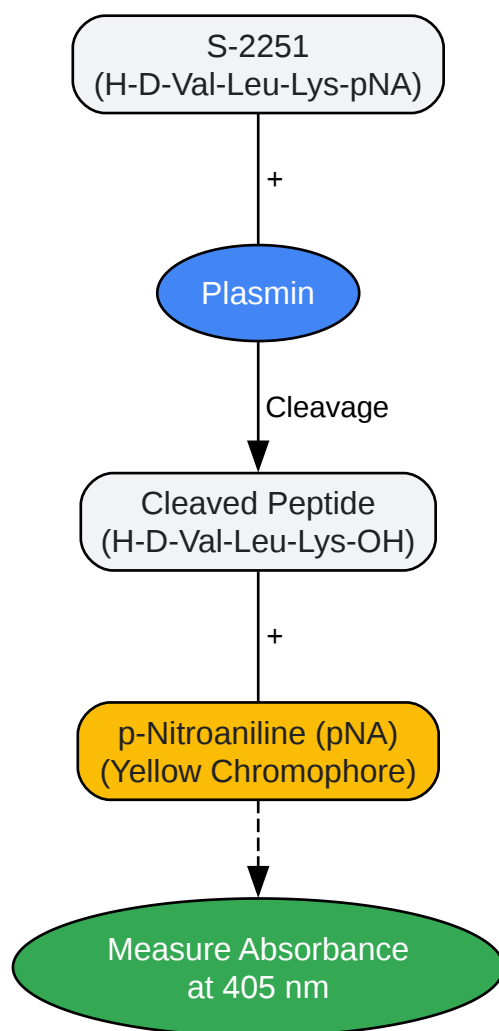 S-2251
(H-D-Val-Leu-Lys-pNA)
+
Plasmin
Cleavage
Cleaved Peptide
(H-D-Val-Leu-Lys-OH)
+
p-Nitroaniline (pNA)
(Yellow Chromophore)
Measure Absorbance
at 405 nm